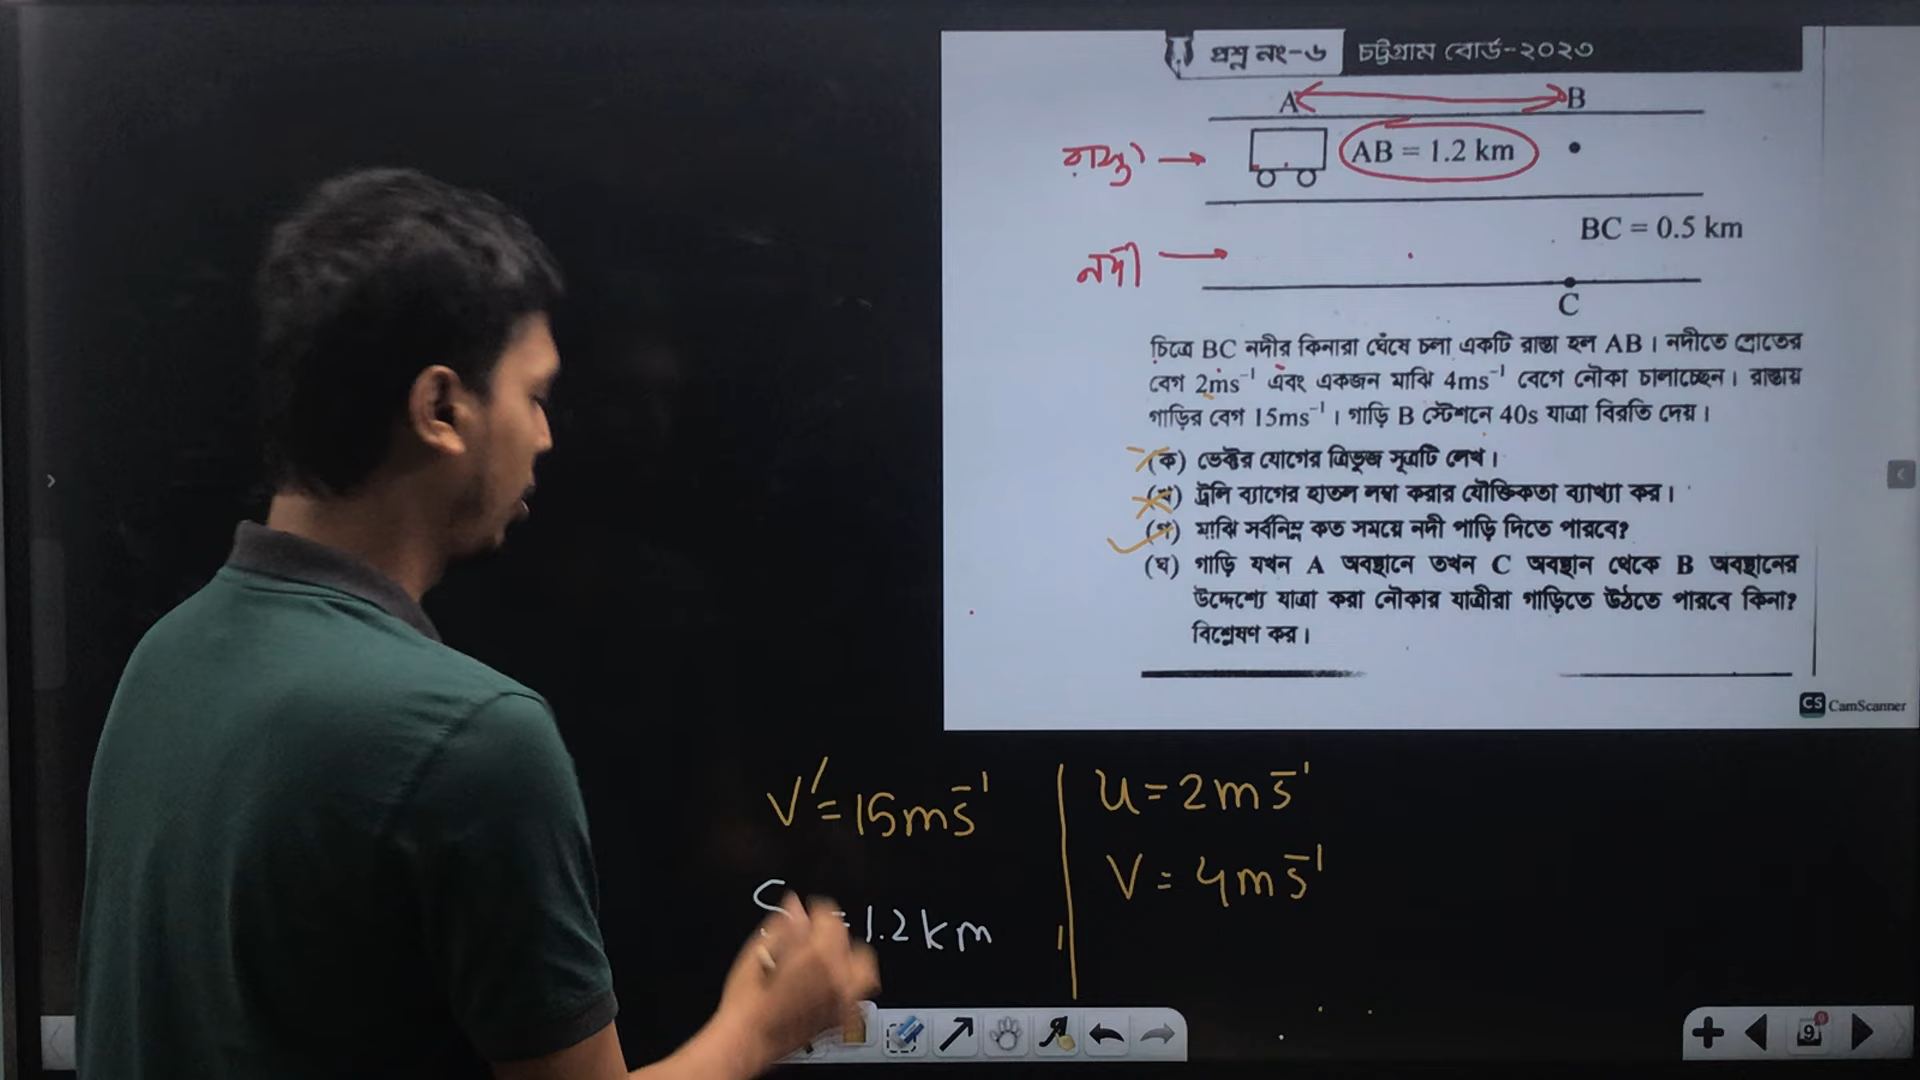 প্রশ্ন নং-৬ চট্টগ্রাম বোর্ড-২০২৩
A B
রাস্তা AB = 1.2 km
BC = 0.5 km
নদী
C
চিত্রে BC নদীর কিনারা ঘেঁষে চলা একটি রাস্তা হল AB। নদীতে স্রোতের
বেগ 2ms⁻¹ এবং একজন মাঝি 4ms⁻¹ বেগে নৌকা চালাচ্ছেন। রাস্তায়
গাড়ির বেগ 15ms⁻¹। গাড়ি B স্টেশনে 40s যাত্রা বিরতি দেয়।
(ক) ভেক্টর যোগের ত্রিভুজ সূত্রটি লেখ।
(খ) ট্রলি ব্যাগের হাতল লম্বা করার যৌক্তিকতা ব্যাখ্যা কর।
(গ) মাঝি সর্বনিম্ন কত সময়ে নদী পাড়ি দিতে পারবে?
(ঘ) গাড়ি যখন A অবস্থানে তখন C অবস্থান থেকে B অবস্থানের
উদ্দেশ্যে যাত্রা করা নৌকার যাত্রীরা গাড়িতে উঠতে পারবে কিনা?
বিশ্লেষণ কর।
CS CamScanner
V′=15ms⁻¹ u=2ms⁻¹
V=4ms⁻¹
=1.2km
9